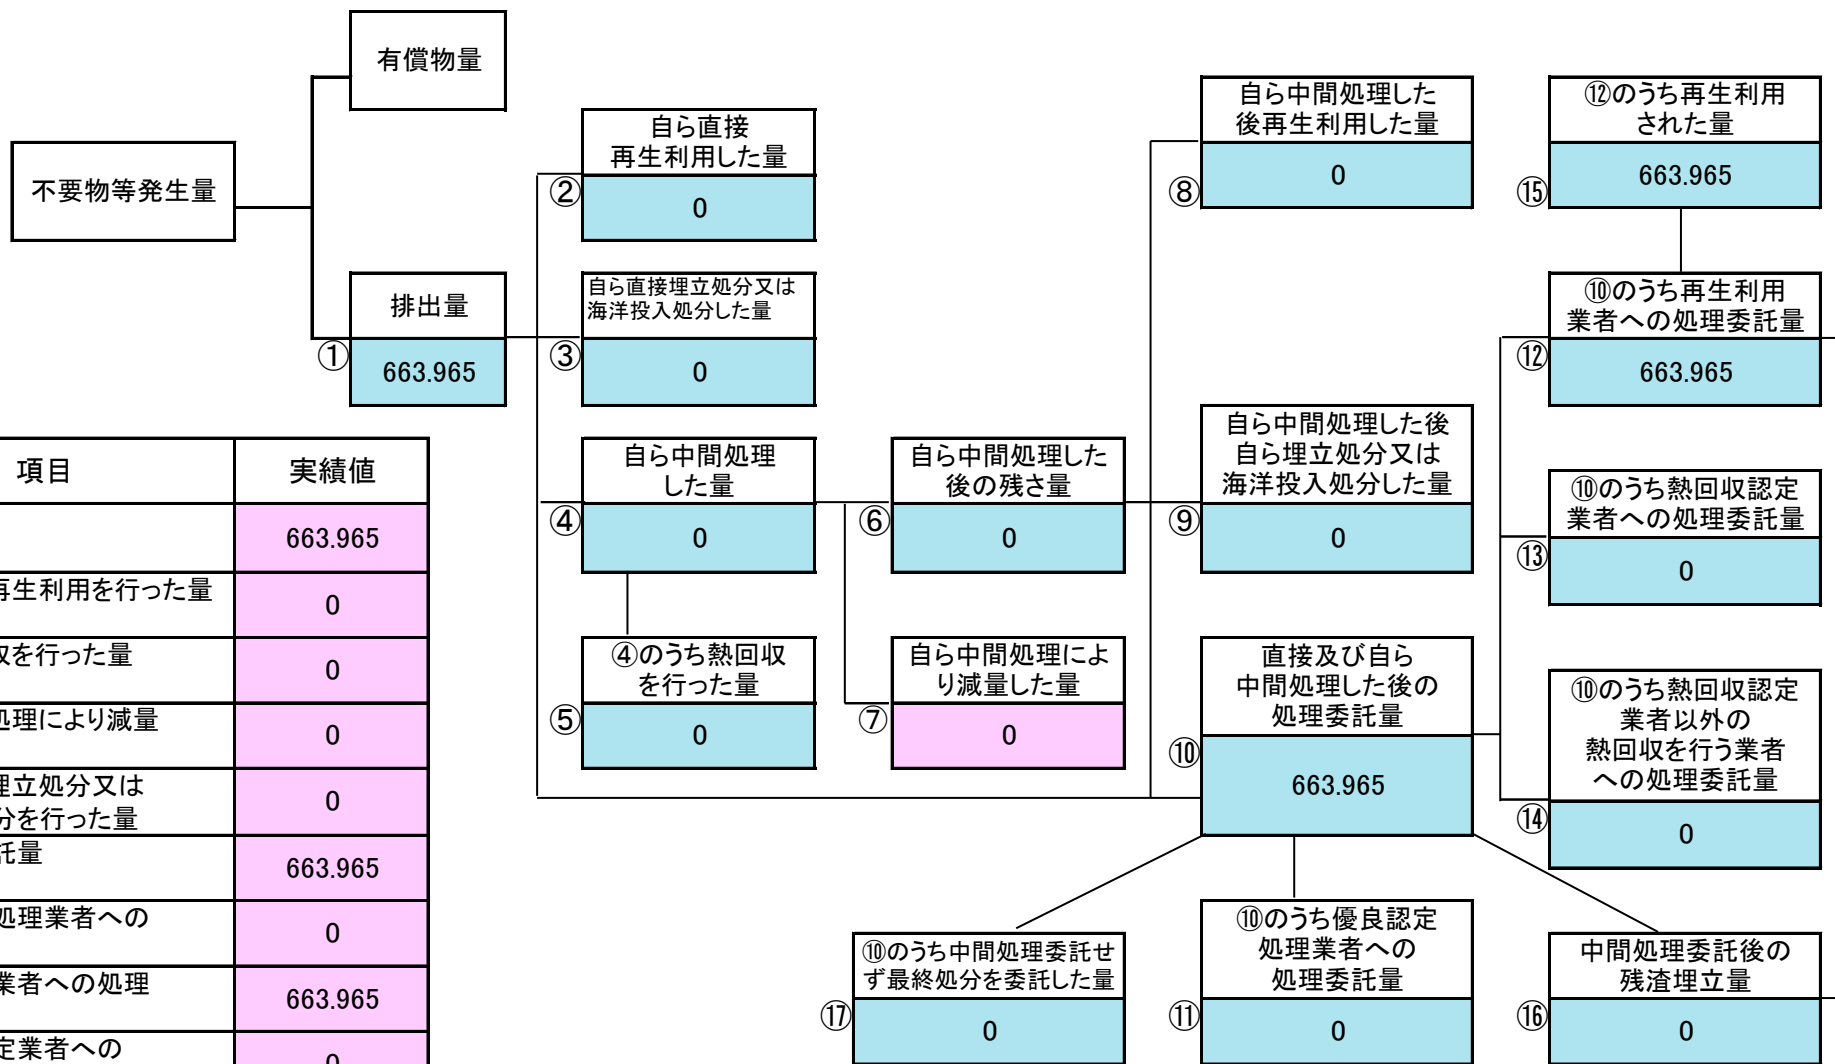 有償物量
不要物等発生量
排出量
①
663.965
自ら直接
再生利用した量
②
0
自ら直接埋立処分又は
海洋投入処分した量
③
0
自ら中間処理
した量
④
0
④のうち熱回収
を行った量
⑤
0
自ら中間処理した
後の残さ量
⑥
0
自ら中間処理によ
り減量した量
⑦
0
自ら中間処理した
後再生利用した量
⑧
0
自ら中間処理した後
自ら埋立処分又は
海洋投入処分した量
⑨
0
直接及び自ら
中間処理した後の
処理委託量
⑩
663.965
⑫のうち再生利用
された量
⑮
663.965
⑩のうち再生利用
業者への処理委託量
⑫
663.965
⑩のうち熱回収認定
業者への処理委託量
⑬
0
⑩のうち熱回収認定
業者以外の
熱回収を行う業者
への処理委託量
⑭
0
⑩のうち中間処理委託せ
ず最終処分を委託した量
⑰
0
⑩のうち優良認定
処理業者への
処理委託量
⑪
0
中間処理委託後の
残渣埋立量
⑯
0
項目 実績値
663.965
再生利用を行った量 0
を行った量 0
処理により減量 0
埋立処分又は
を行った量 0
託量 663.965
処理業者への 0
業者への処理 663.965
定業者への 0